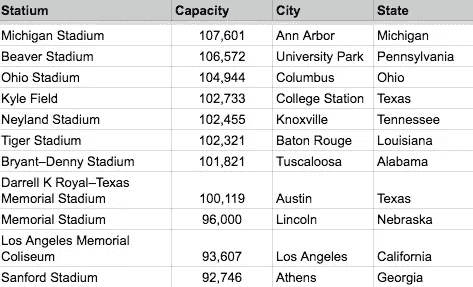 Statium Capacity City State
Michigan Stadium 107,601 Ann Arbor Michigan
Beaver Stadium 106,572 University Park Pennsylvania
Ohio Stadium 104,944 Columbus Ohio
Kyle Field 102,733 College Station Texas
Neyland Stadium 102,455 Knoxville Tennessee
Tiger Stadium 102,321 Baton Rouge Louisiana
Bryant–Denny Stadium 101,821 Tuscaloosa Alabama
Darrell K Royal–Texas
Memorial Stadium 100,119 Austin Texas
Memorial Stadium 96,000 Lincoln Nebraska
Los Angeles Memorial
Coliseum 93,607 Los Angeles California
Sanford Stadium 92,746 Athens Georgia